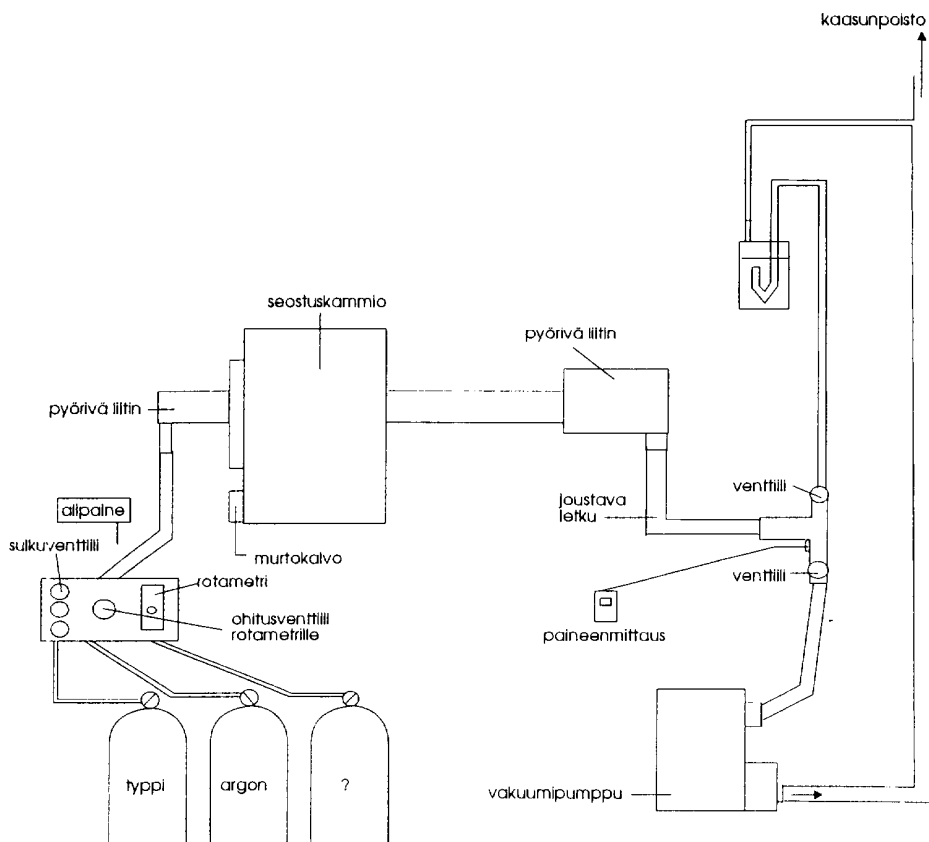 kaasunpoisto
seostuskammio
pyörivä liitin
pyörivä liitin
venttiili
joustava
letku
alipaine
sulkuventtiili
murtokalvo
venttiili
rotametri
ohitusventtiili
rotametrille
paineenmittaus
typpi
argon
?
vakuumipumppu